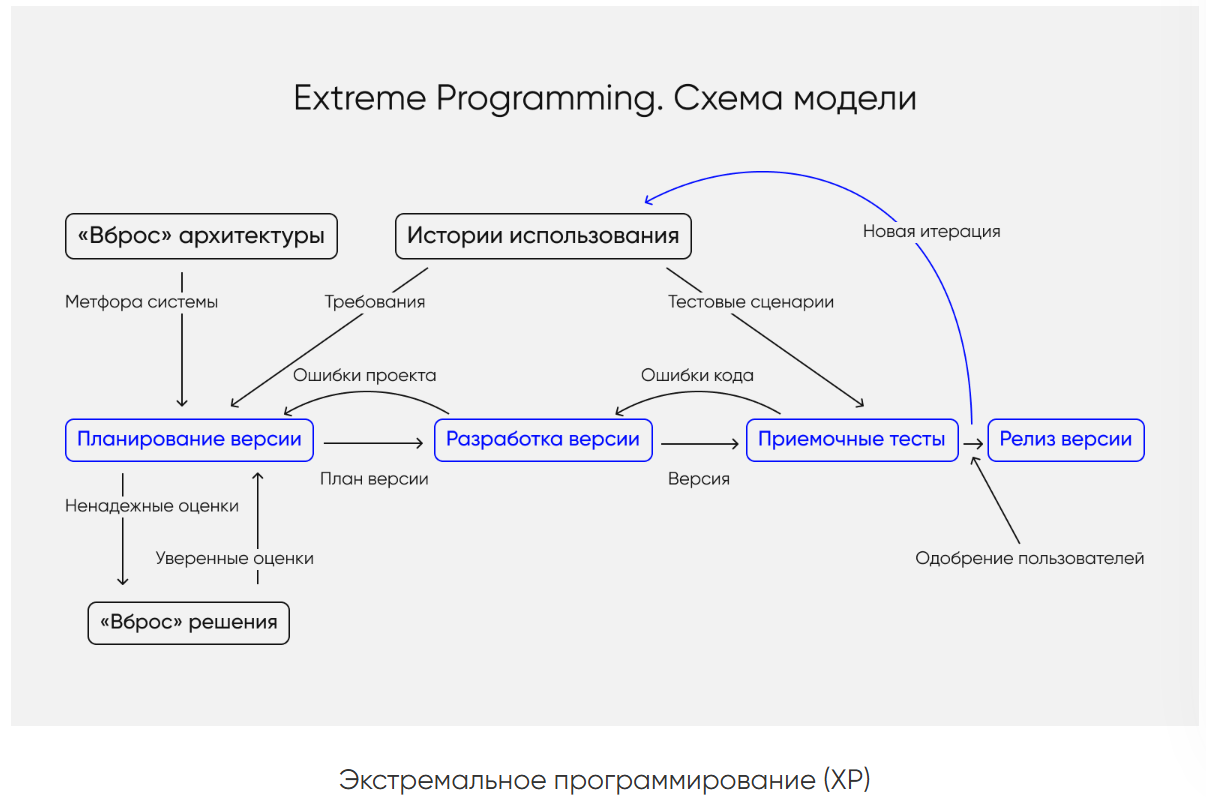 Extreme Programming. Схема модели
«Вброс» архитектуры
Истории использования
Новая итерация
Метфора системы
Требования
Тестовые сценарии
Ошибки проекта
Ошибки кода
Планирование версии
Разработка версии
Приемочные тесты
Релиз версии
План версии
Версия
Ненадежные оценки
Уверенные оценки
Одобрение пользователей
«Вброс» решения
Экстремальное программирование (XP)